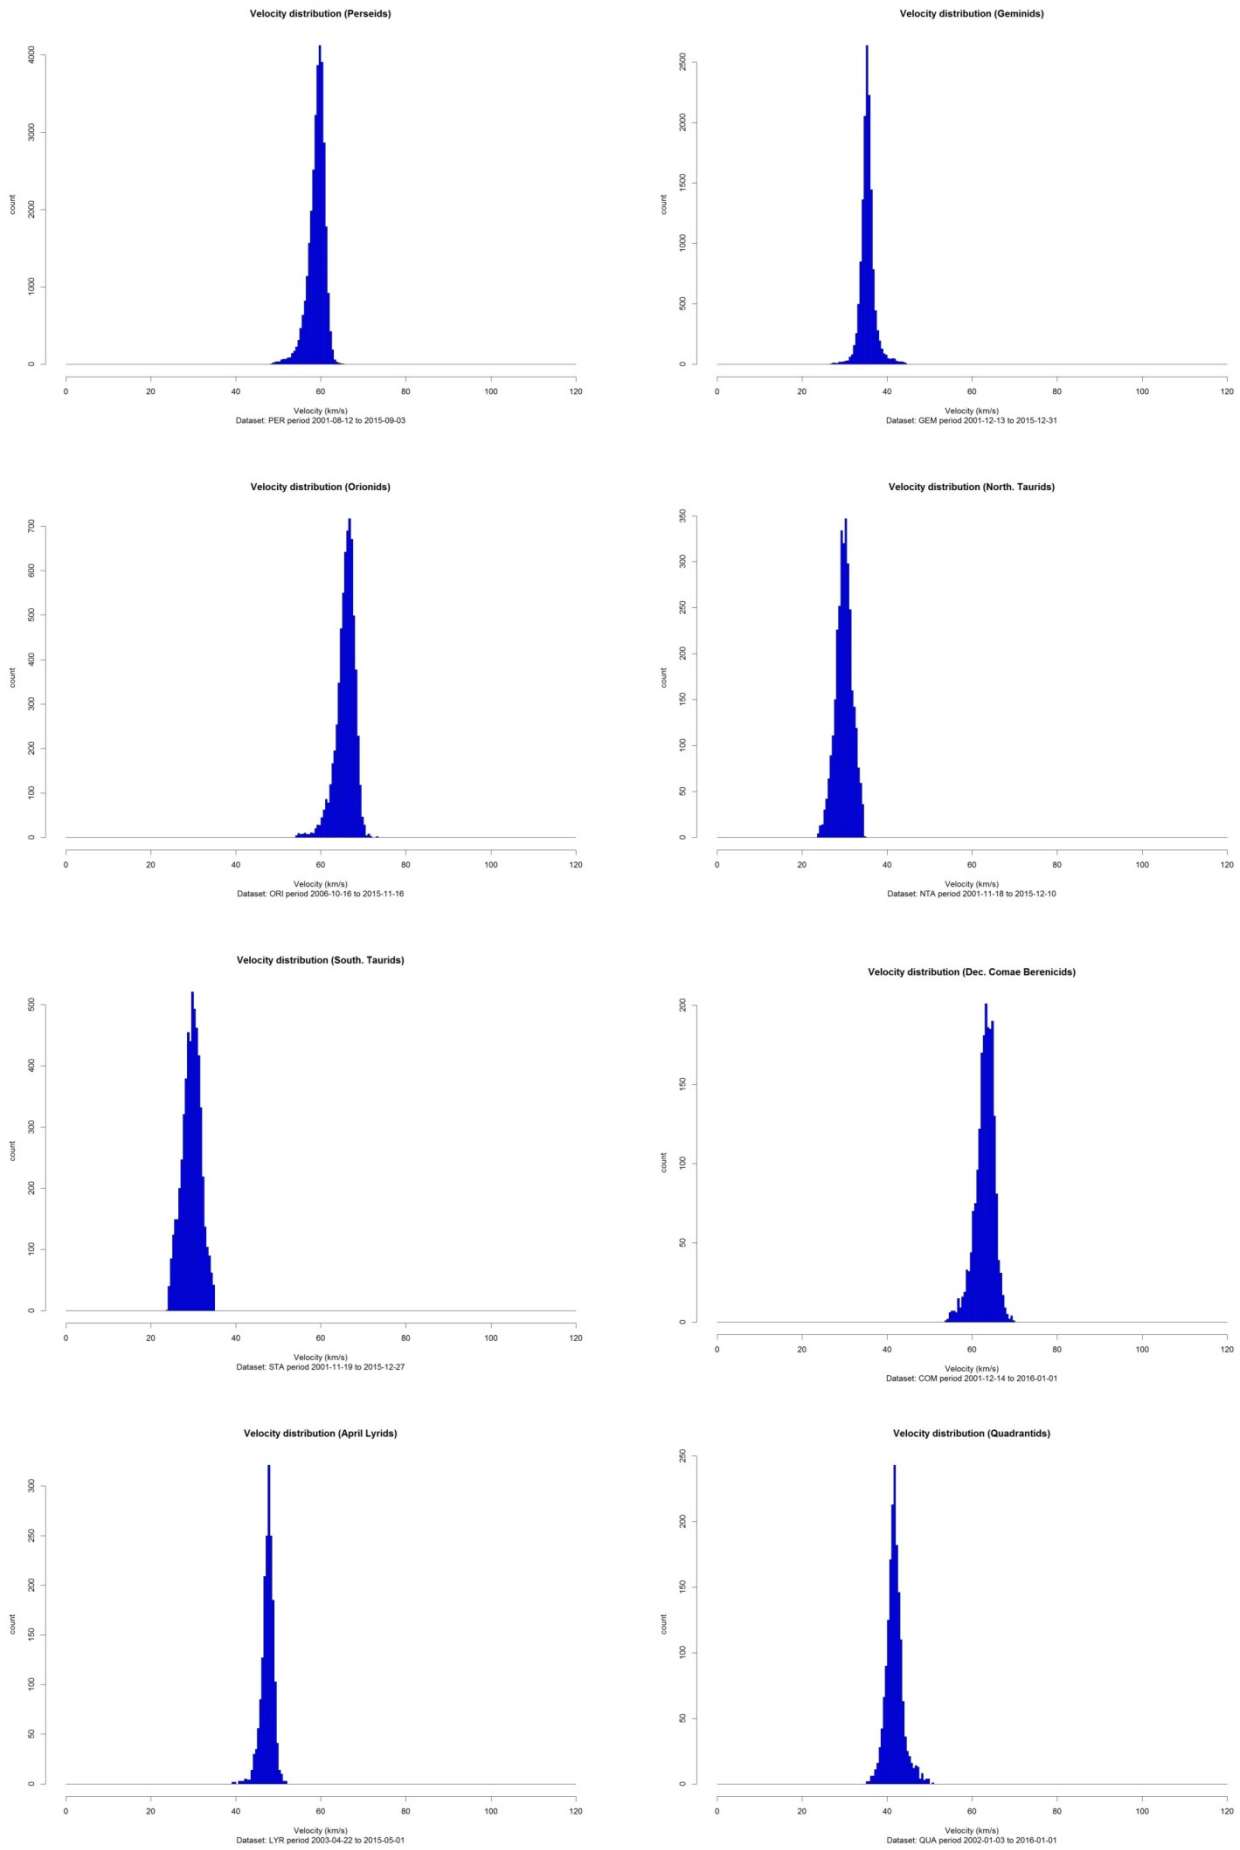 Velocity distribution (Perseids)
count
0
1000
2000
3000
4000
0 20 40 60 80 100 120
Velocity (km/s)
Dataset: PER period 2001-08-12 to 2015-09-03
Velocity distribution (Geminids)
count
0
500
1000
1500
2000
2500
0 20 40 60 80 100 120
Velocity (km/s)
Dataset: GEM period 2001-12-13 to 2015-12-31
Velocity distribution (Orionids)
count
0
100
200
300
400
500
600
700
0 20 40 60 80 100 120
Velocity (km/s)
Dataset: ORI period 2006-10-16 to 2015-11-16
Velocity distribution (North. Taurids)
count
0
50
100
150
200
250
300
350
0 20 40 60 80 100 120
Velocity (km/s)
Dataset: NTA period 2001-11-18 to 2015-12-10
Velocity distribution (South. Taurids)
count
0
100
200
300
400
500
0 20 40 60 80 100 120
Velocity (km/s)
Dataset: STA period 2001-11-19 to 2015-12-27
Velocity distribution (Dec. Comae Berenicids)
count
0
50
100
150
200
0 20 40 60 80 100 120
Velocity (km/s)
Dataset: COM period 2001-12-14 to 2016-01-01
Velocity distribution (April Lyrids)
count
0
50
100
150
200
250
300
0 20 40 60 80 100 120
Velocity (km/s)
Dataset: LYR period 2003-04-22 to 2015-05-01
Velocity distribution (Quadrantids)
count
0
50
100
150
200
250
0 20 40 60 80 100 120
Velocity (km/s)
Dataset: QUA period 2002-01-03 to 2016-01-01